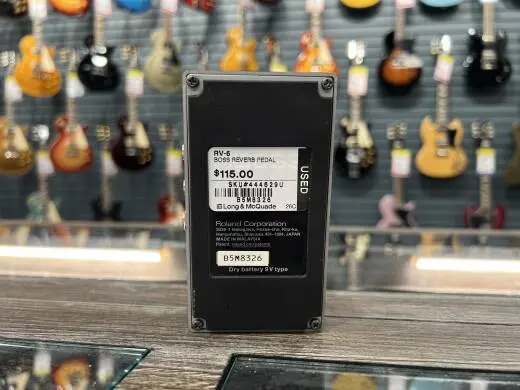 RV-6
BOSS REVERB PEDAL
$115.00
USED
SKU#444629U
B5M8326
Long & McQuade 26C
Roland Corporation
MADE IN MALAYSIA
B5M8326
Dry battery 9V type